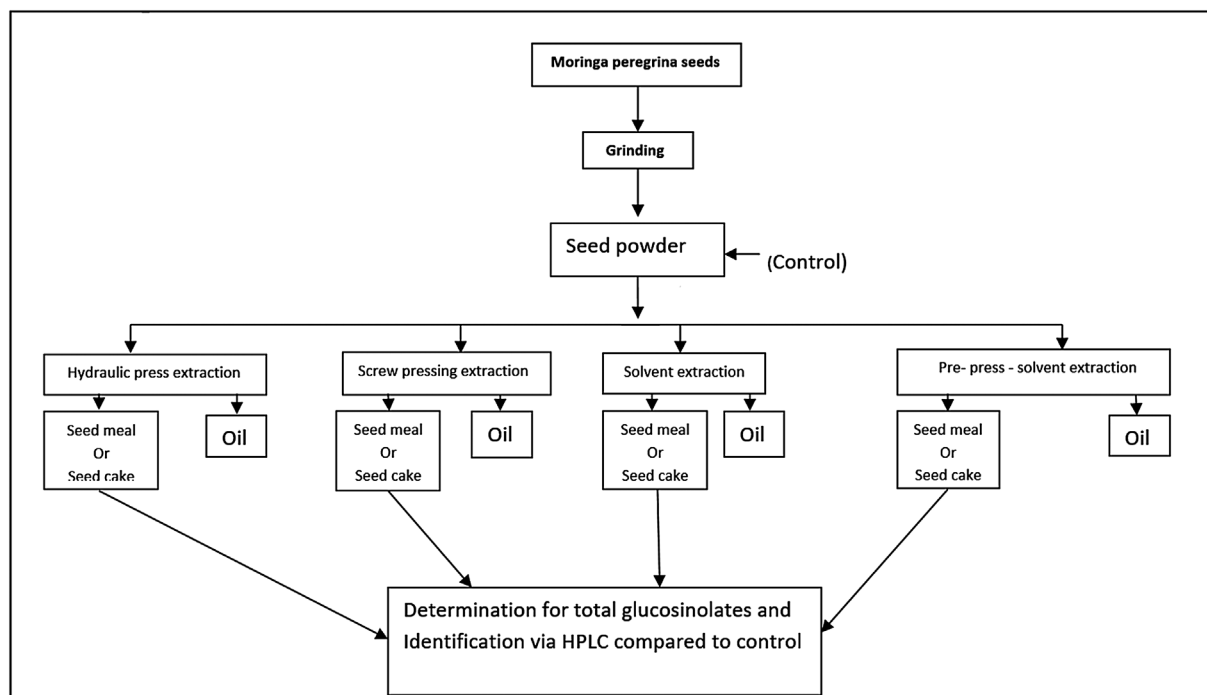 Moringa peregrina seeds
Grinding
Seed powder
(Control)
Hydraulic press extraction
Screw pressing extraction
Solvent extraction
Pre- press - solvent extraction
Seed meal
Or
Seed cake
Oil
Seed meal
Or
Seed cake
Oil
Seed meal
Or
Seed cake
Oil
Seed meal
Or
Seed cake
Oil
Determination for total glucosinolates and
Identification via HPLC compared to control